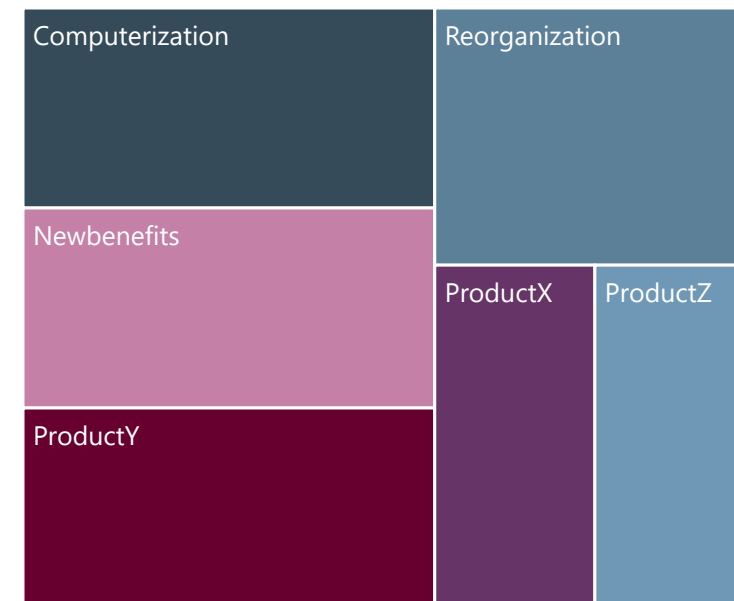 Computerization
Reorganization
Newbenefits
ProductX
ProductZ
ProductY